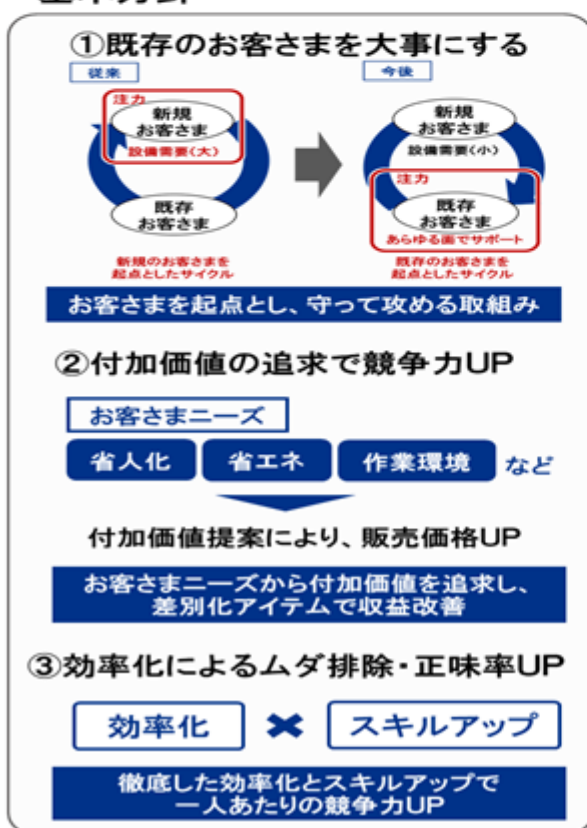 ①既存のお客さまを大事にする
従来
注力
新規
お客さま
設備需要(大)
既存
お客さま
新規のお客さまを
起点としたサイクル
今後
新規
お客さま
設備需要(小)
注力
既存
お客さま
あらゆる面でサポート
既存のお客さまを
起点としたサイクル
お客さまを起点とし、守って攻める取組み
②付加価値の追求で競争力UP
お客さまニーズ
省人化 省エネ 作業環境 など
付加価値提案により、販売価格UP
お客さまニーズから付加価値を追求し、
差別化アイテムで収益改善
③効率化によるムダ排除・正味率UP
効率化 × スキルアップ
徹底した効率化とスキルアップで
一人あたりの競争力UP